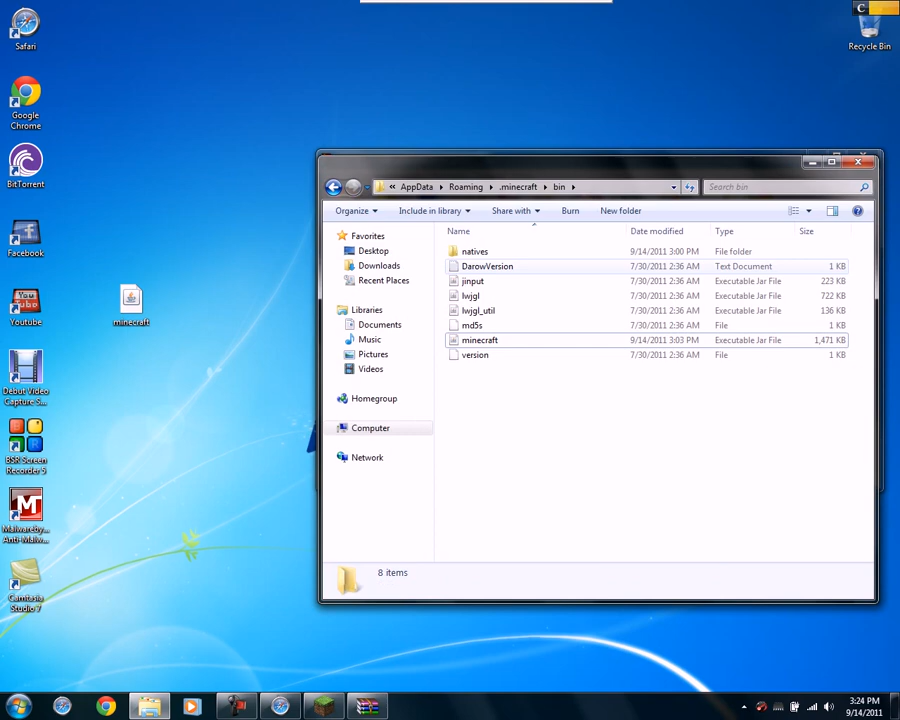 C
Safari
Recycle Bin
Google
Chrome
BitTorrent
Facebook
You
Tube
Youtube
Debut Video
Capture S...
BSR Screen
Recorder 5
M
Malwareby...
Anti-Malw...
Camtasia
Studio 7
minecraft
« AppData ▸ Roaming ▸ .minecraft ▸ bin ▸
Search bin
Organize Include in library Share with Burn New folder
Favorites
Desktop
Downloads
Recent Places
Libraries
Documents
Music
Pictures
Videos
Homegroup
Computer
Network
Name Date modified Type Size
natives 9/14/2011 3:00 PM File folder
DarowVersion 7/30/2011 2:36 AM Text Document 1 KB
jinput 7/30/2011 2:36 AM Executable Jar File 223 KB
lwjgl 7/30/2011 2:36 AM Executable Jar File 722 KB
lwjgl_util 7/30/2011 2:36 AM Executable Jar File 136 KB
md5s 7/30/2011 2:36 AM File 1 KB
minecraft 9/14/2011 3:03 PM Executable Jar File 1,471 KB
version 7/30/2011 2:36 AM File 1 KB
8 items
3:24 PM
9/14/2011